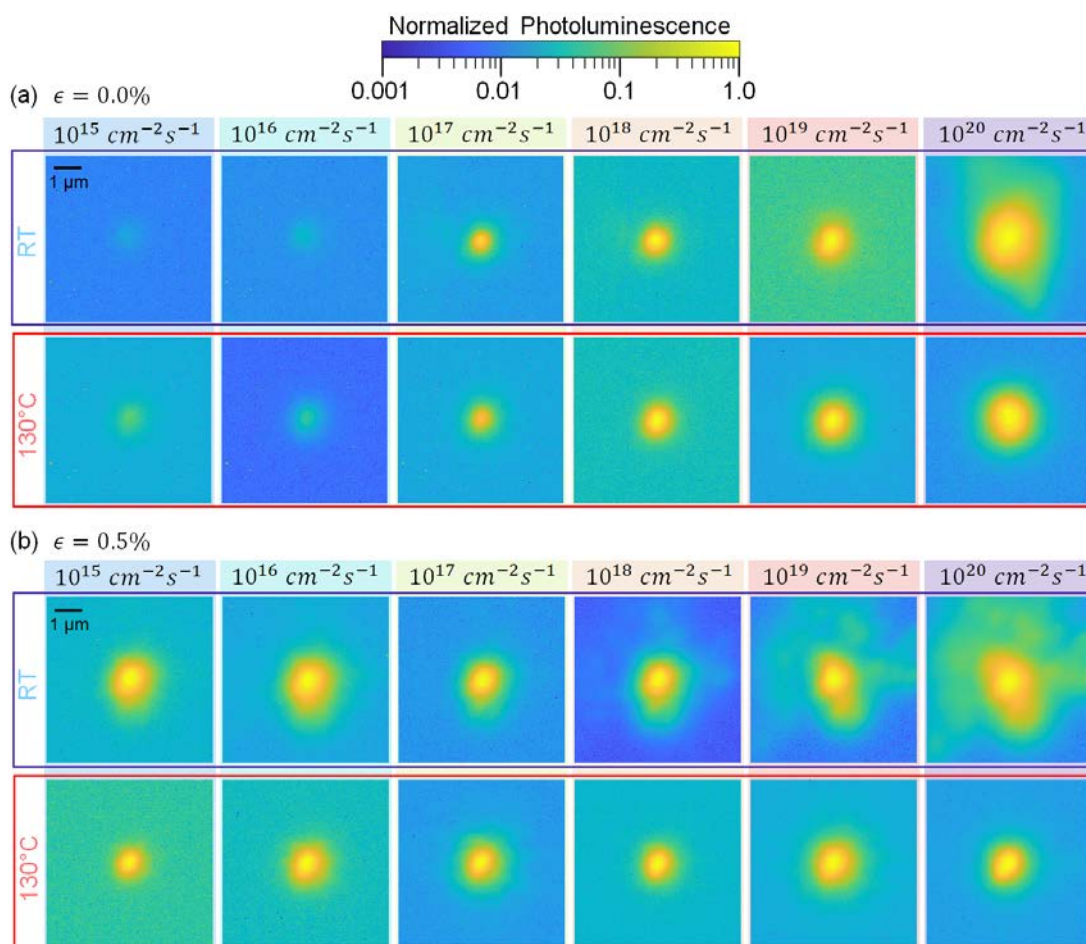 Normalized Photoluminescence
0.001 0.01 0.1 1.0
(a) ϵ = 0.0%
10¹⁵ cm⁻²s⁻¹ 10¹⁶ cm⁻²s⁻¹ 10¹⁷ cm⁻²s⁻¹ 10¹⁸ cm⁻²s⁻¹ 10¹⁹ cm⁻²s⁻¹ 10²⁰ cm⁻²s⁻¹
1 µm
RT
130°C
(b) ϵ = 0.5%
10¹⁵ cm⁻²s⁻¹ 10¹⁶ cm⁻²s⁻¹ 10¹⁷ cm⁻²s⁻¹ 10¹⁸ cm⁻²s⁻¹ 10¹⁹ cm⁻²s⁻¹ 10²⁰ cm⁻²s⁻¹
1 µm
RT
130°C